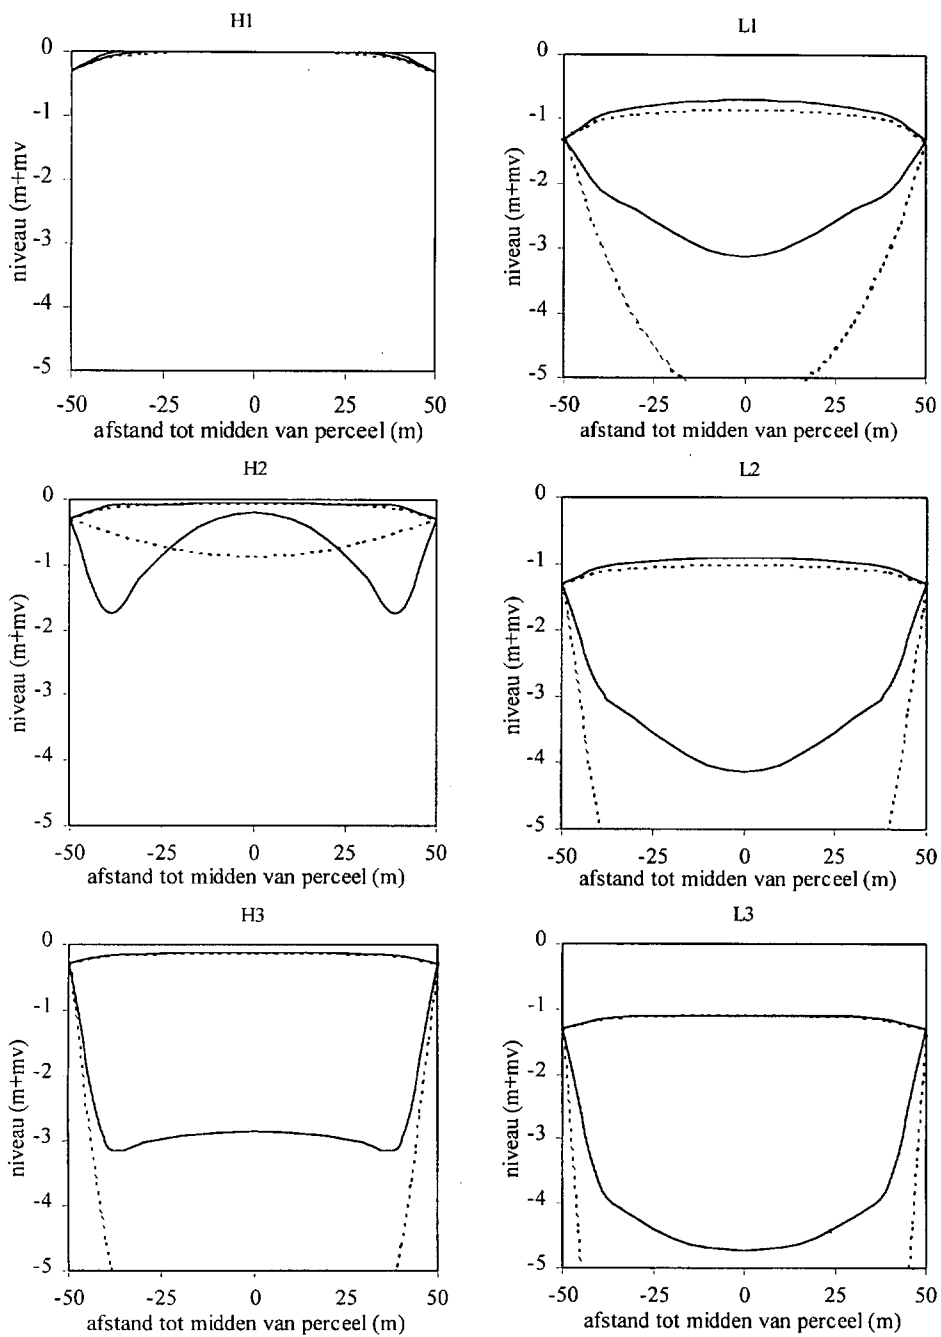 H1
0
-1
-2
-3
-4
-5
niveau (m+mv
-50 -25 0 25 50
afstand tot midden van perceel (m)
L1
0
-1
-2
-3
-4
-5
niveau (m+mv)
-50 -25 0 25 50
afstand tot midden van perceel (m)
H2
0
-1
-2
-3
-4
-5
niveau (m+mv)
-50 -25 0 25 50
afstand tot midden van perceel (m)
L2
0
-1
-2
-3
-4
-5
niveau (m+mv)
-50 -25 0 25 50
afstand tot midden van perceel (m)
H3
0
-1
-2
-3
-4
-5
niveau (m+mv)
-50 -25 0 25 50
afstand tot midden van perceel (m)
L3
0
-1
-2
-3
-4
-5
niveau (m+mv)
-50 -25 0 25 50
afstand tot midden van perceel (m)